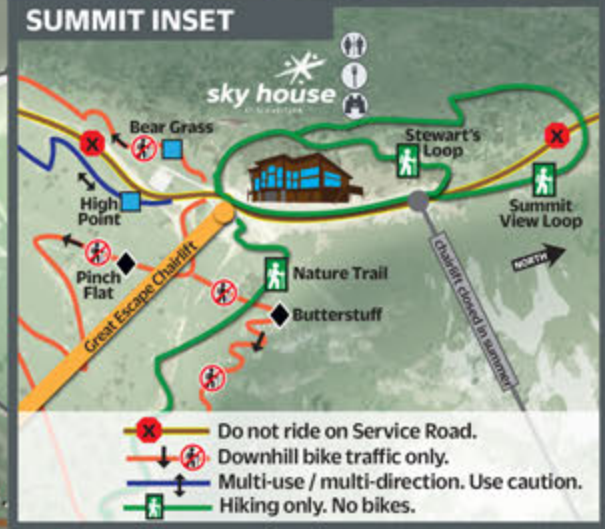 SUMMIT INSET
sky house
Bear Grass
Stewart's
Loop
High
Point
Summit
View Loop
NORTH
Pinch
Flat
Great Escape Chairlift
Nature Trail
chairlift closed in summer
Butterstuff
X Do not ride on Service Road.
Downhill bike traffic only.
Multi-use / multi-direction. Use caution.
Hiking only. No bikes.